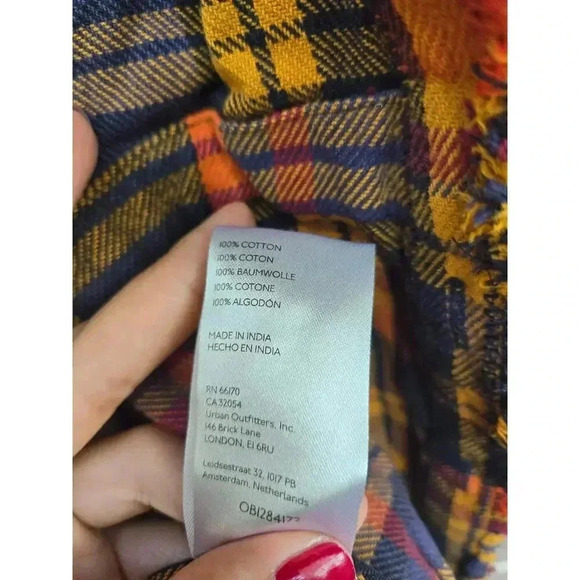 100% COTTON
100% COTON
100% BAUMWOLLE
100% COTONE
100% ALGODÓN
MADE IN INDIA
HECHO EN INDIA
RN 66170
CA 32054
Urban Outfitters, Inc.
146 Brick Lane
LONDON, E1 6RU
Leidsestraat 32, 1017 PB
Amsterdam, Netherlands